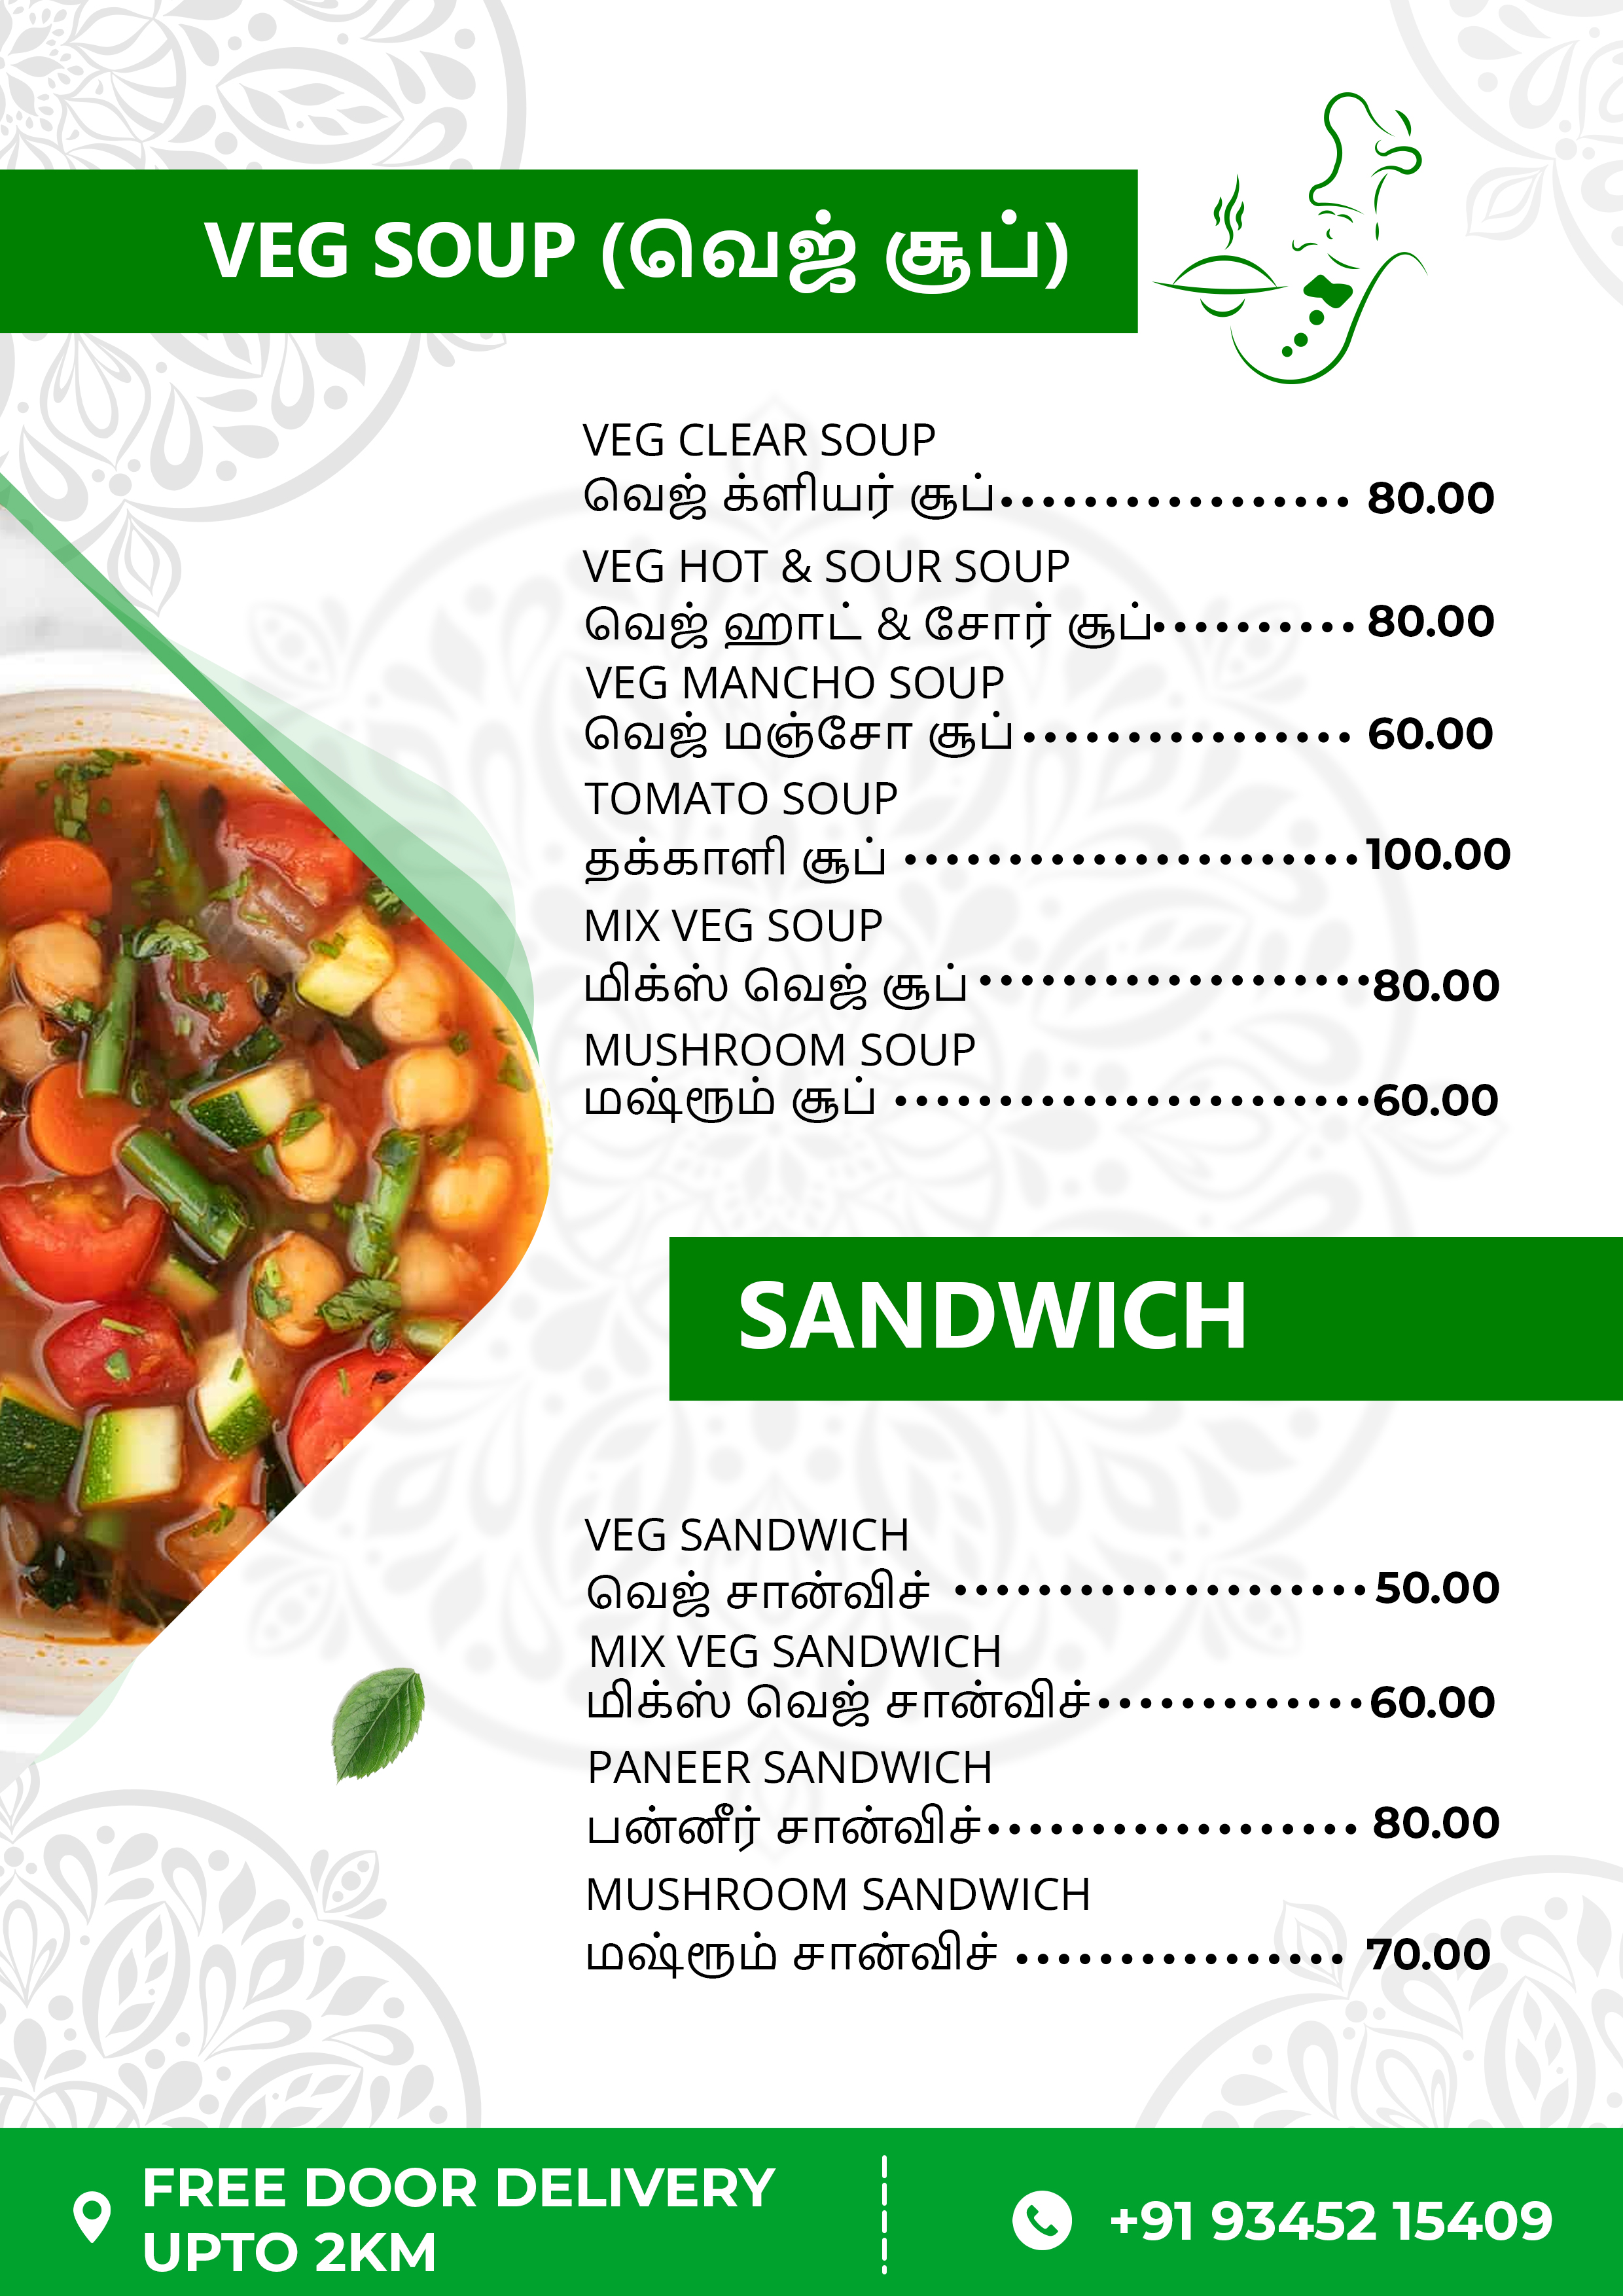 VEG SOUP (வெஜ் சூப்)
VEG CLEAR SOUP
வெஜ் க்ளியர் சூப்................. 80.00
VEG HOT & SOUR SOUP
வெஜ் ஹாட் & சோர் சூப்.......... 80.00
VEG MANCHO SOUP
வெஜ் மஞ்சோ சூப் ................ 60.00
TOMATO SOUP
தக்காளி சூப் ...................... 100.00
MIX VEG SOUP
மிக்ஸ் வெஜ் சூப் ................... 80.00
MUSHROOM SOUP
மஷ்ரூம் சூப் ....................... 60.00
SANDWICH
VEG SANDWICH
வெஜ் சான்விச் .................... 50.00
MIX VEG SANDWICH
மிக்ஸ் வெஜ் சான்விச்............. 60.00
PANEER SANDWICH
பன்னீர் சான்விச்.................. 80.00
MUSHROOM SANDWICH
மஷ்ரூம் சான்விச் ................ 70.00
FREE DOOR DELIVERY
UPTO 2KM
+91 93452 15409